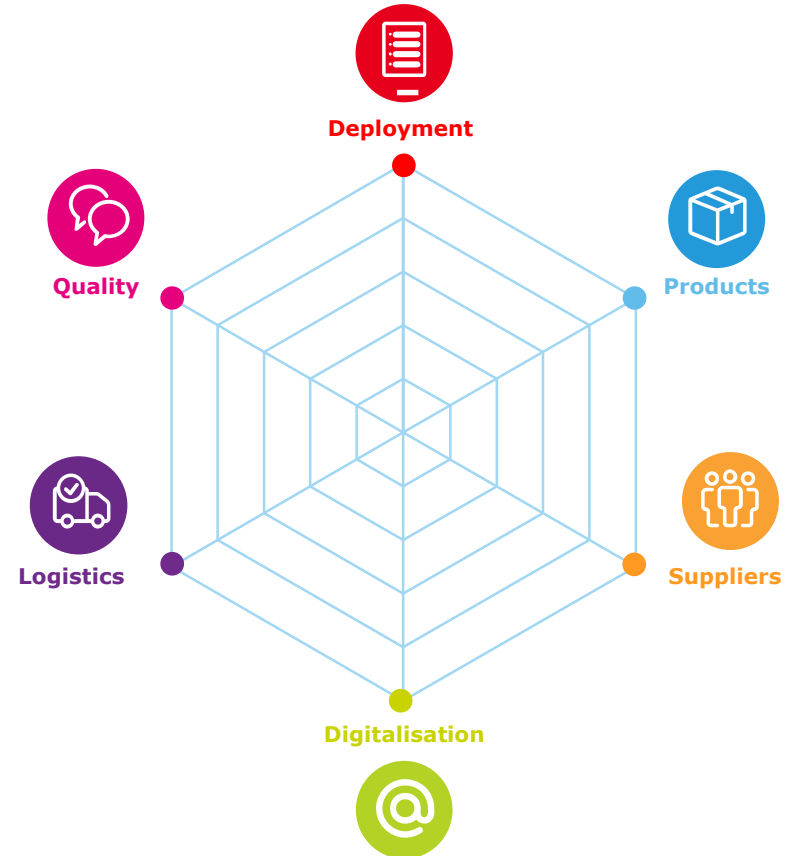 Deployment
Quality
Products
Logistics
Suppliers
Digitalisation
@